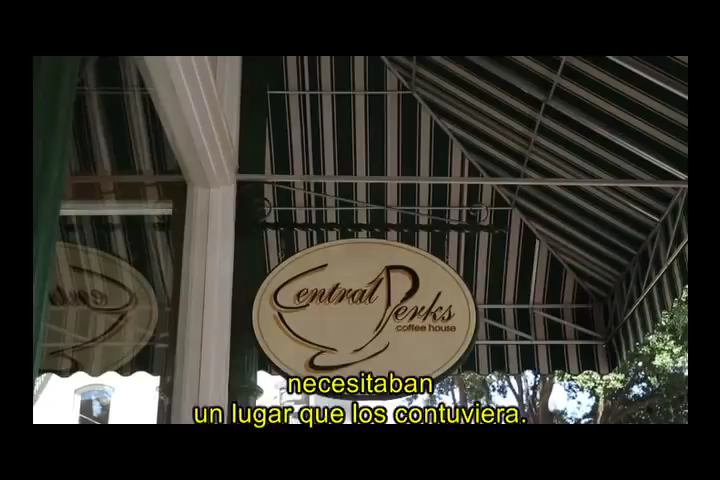 Central Perks
coffee house
necesitaban
un lugar que los contuviera.